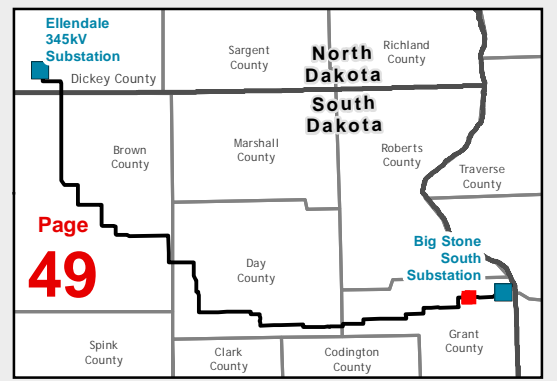 Ellendale
345kV
Substation
Dickey County
Sargent
County
North
Dakota
Richland
County
South
Dakota
Brown
County
Marshall
County
Roberts
County
Traverse
County
Page
49
Big Stone
South
Substation
Day
County
Grant
County
Spink
County
Clark
County
Codington
County